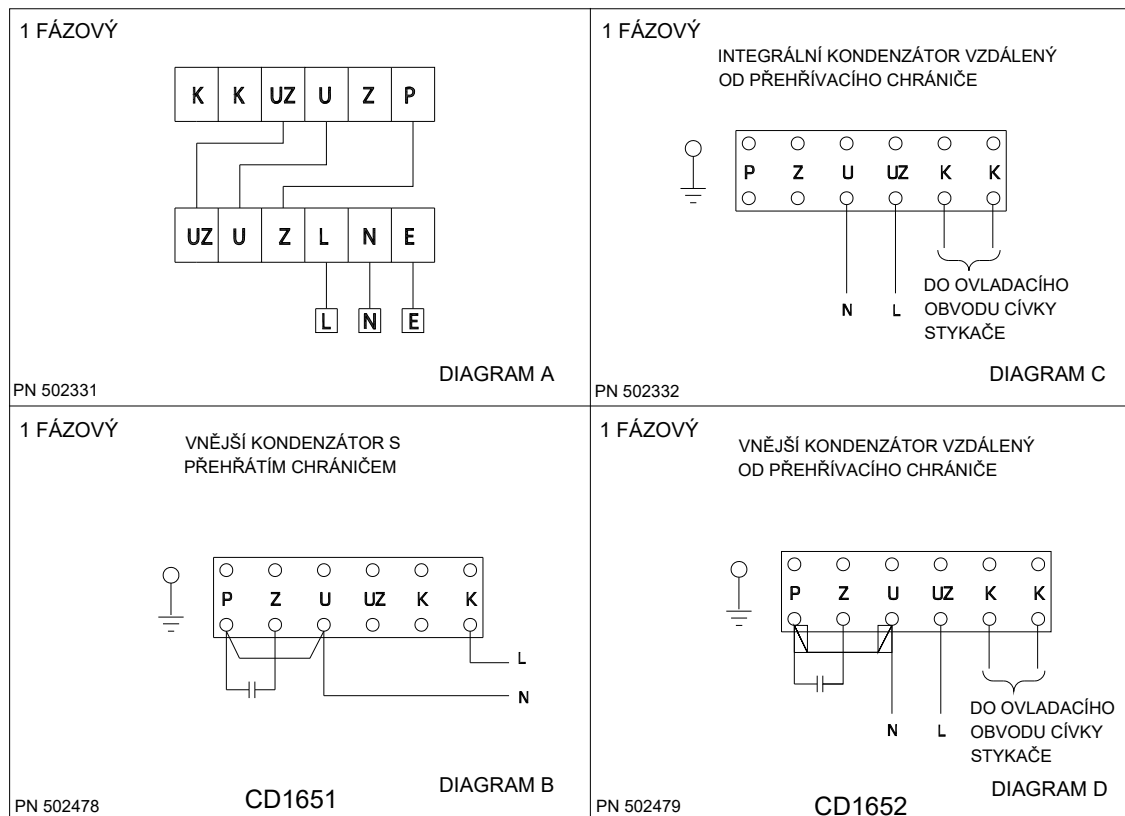 1 FÁZOVÝ
K K UZ U Z P
UZ U Z L N E
L N E
DIAGRAM A
PN 502331
1 FÁZOVÝ
INTEGRÁLNÍ KONDENZÁTOR VZDÁLENÝ
OD PŘEHŘÍVACÍHO CHRÁNIČE
P Z U UZ K K
N L
DO OVLADACÍHO
OBVODU CÍVKY
STYKAČE
DIAGRAM C
PN 502332
1 FÁZOVÝ
VNĚJŠÍ KONDENZÁTOR S
PŘEHŘÁTÍM CHRÁNIČEM
P Z U UZ K K
L
N
DIAGRAM B
PN 502478
CD1651
1 FÁZOVÝ
VNĚJŠÍ KONDENZÁTOR VZDÁLENÝ
OD PŘEHŘÍVACÍHO CHRÁNIČE
P Z U UZ K K
N L
DO OVLADACÍHO
OBVODU CÍVKY
STYKAČE
DIAGRAM D
PN 502479
CD1652